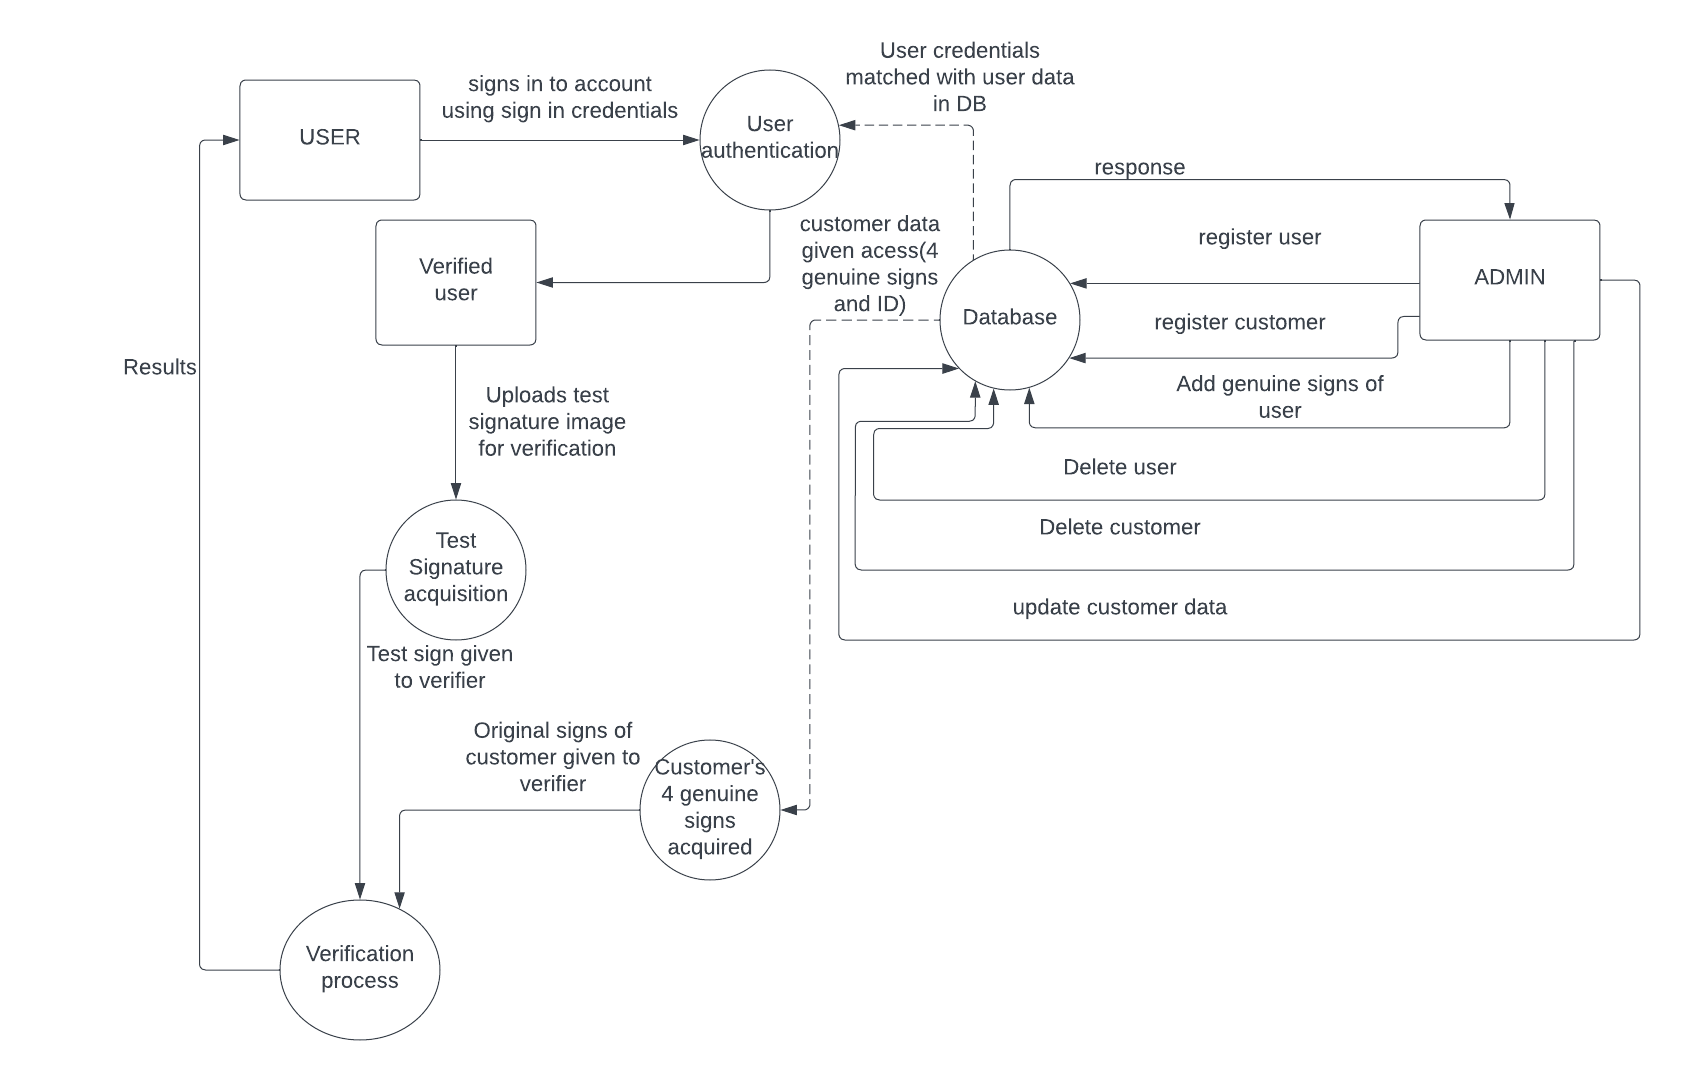 User credentials
matched with user data
in DB
signs in to account
using sign in credentials
USER
User
authentication
response
customer data
given acess(4
genuine signs
and ID)
register user
Verified
user
ADMIN
Database
register customer
Results
Add genuine signs of
user
Uploads test
signature image
for verification
Delete user
Delete customer
Test
Signature
acquisition
update customer data
Test sign given
to verifier
Original signs of
customer given to
verifier
Customer's
4 genuine
signs
acquired
Verification
process